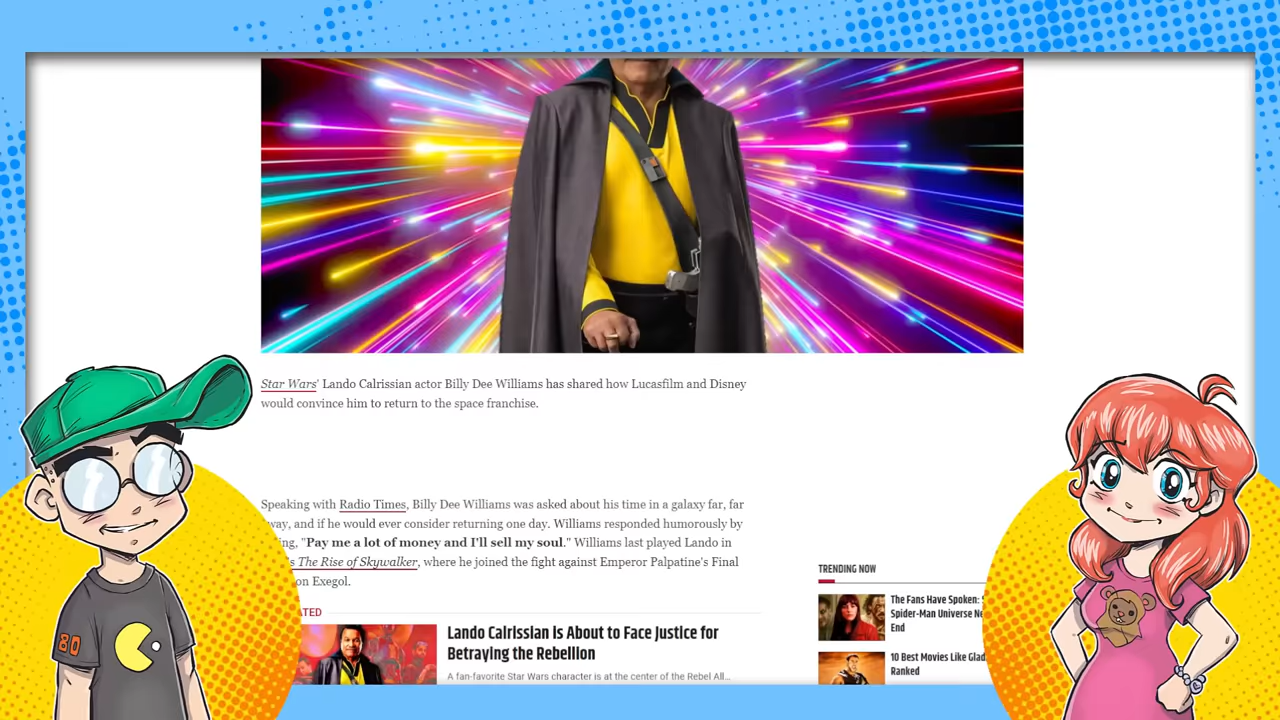 Star Wars' Lando Calrissian actor Billy Dee Williams has shared how Lucasfilm and Disney
would convince him to return to the space franchise.
Speaking with Radio Times, Billy Dee Williams was asked about his time in a galaxy far, far
way, and if he would ever consider returning one day. Williams responded humorously by
ng, "Pay me a lot of money and I'll sell my soul." Williams last played Lando in
s The Rise of Skywalker, where he joined the fight against Emperor Palpatine's Final
on Exegol.
ATED
Lando Calrissian is About to Face Justice for
Betraying the Rebellion
A fan-favorite Star Wars character is at the center of the Rebel All...
TRENDING NOW
The Fans Have Spoken:
Spider-Man Universe Ne
End
10 Best Movies Like Glad
Ranked
80